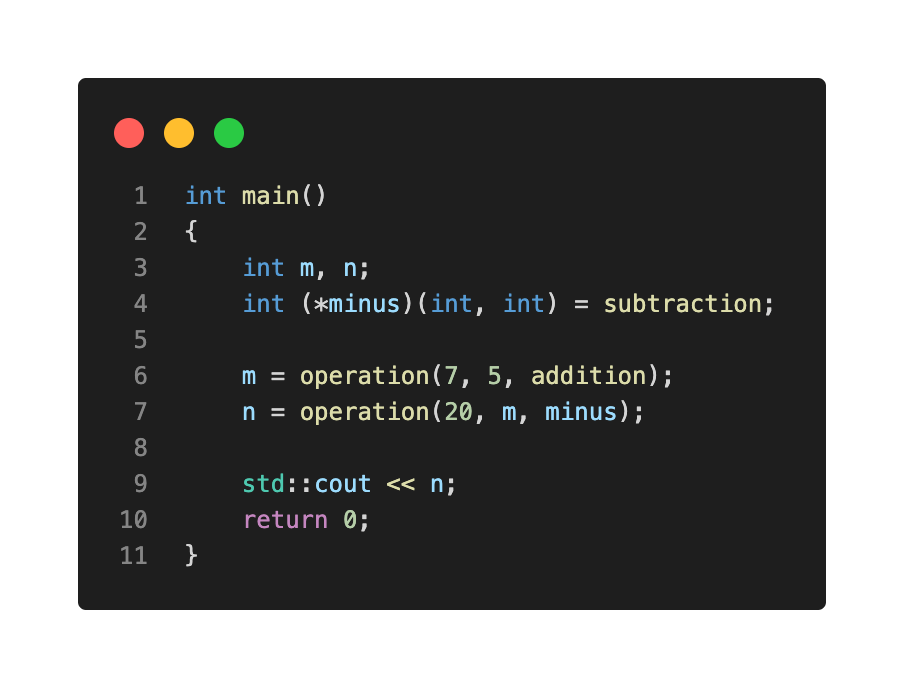 1 int main()
2 {
3     int m, n;
4     int (*minus)(int, int) = subtraction;
5
6     m = operation(7, 5, addition);
7     n = operation(20, m, minus);
8
9     std::cout << n;
10     return 0;
11 }